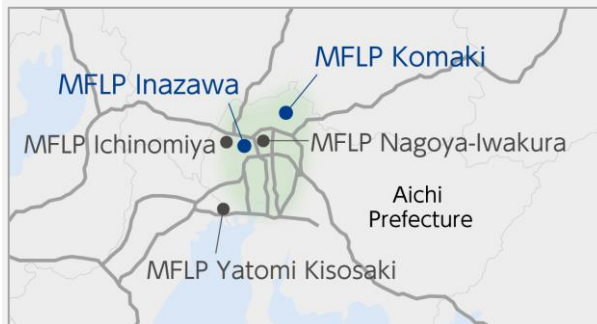 MFLP Komaki
MFLP Inazawa
MFLP Ichinomiya
MFLP Nagoya-Iwakura
Aichi
Prefecture
MFLP Yatomi Kisosaki